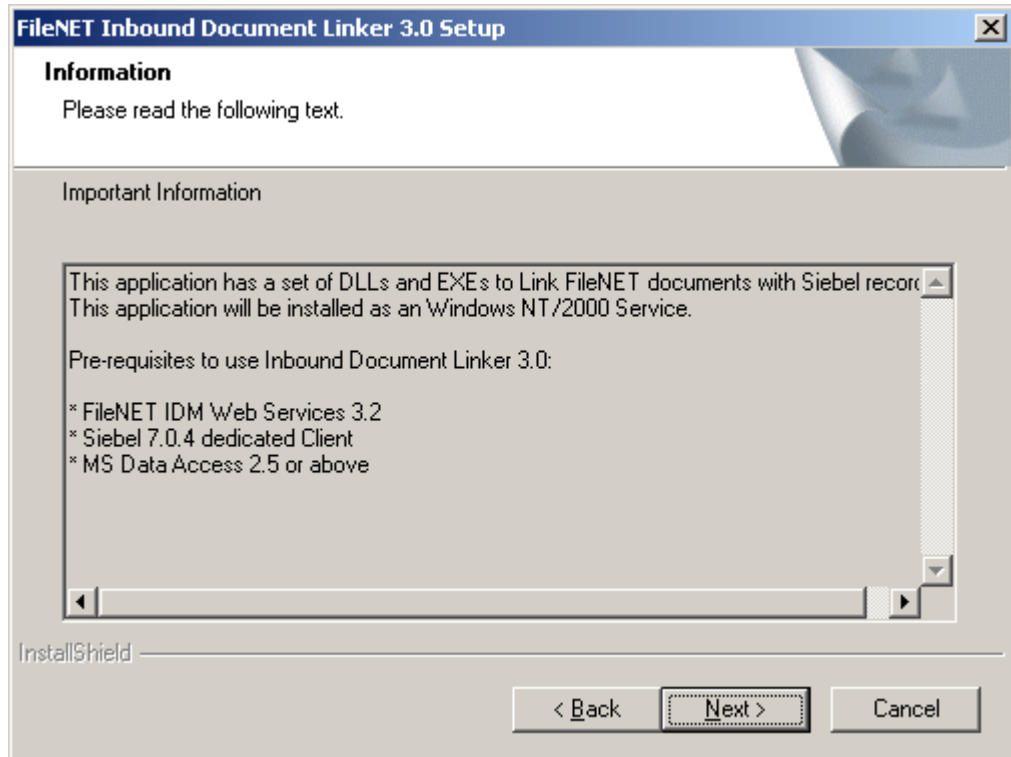 FileNET Inbound Document Linker 3.0 Setup
Information
Please read the following text.
Important Information
This application has a set of DLLs and EXEs to Link FileNET documents with Siebel record
This application will be installed as an Windows NT/2000 Service.
Pre-requisites to use Inbound Document Linker 3.0:
* FileNET IDM Web Services 3.2
* Siebel 7.0.4 dedicated Client
* MS Data Access 2.5 or above
InstallShield
< Back
Next >
Cancel